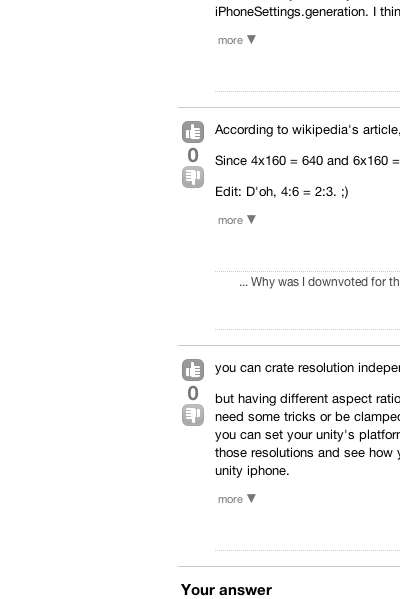 iPhoneSettings.generation. I thin
more ▼
According to wikipedia's article,
0
Since 4x160 = 640 and 6x160 =
Edit: D'oh, 4:6 = 2:3. ;)
more ▼
... Why was I downvoted for th
you can crate resolution indeper
0
but having different aspect ratio
need some tricks or be clamped
you can set your unity's platforn
those resolutions and see how y
unity iphone.
more ▼
Your answer